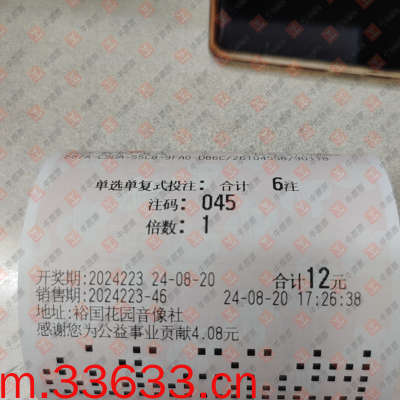 单选单复式投注: 合计 6注
注码: 045
倍数: 1
开奖期:2024223 24-08-20 合计12元
销售期:2024223-46 24-08-20 17:26:38
地址:裕国花园音像社
感谢您为公益事业贡献4.08元
m.33633.cn